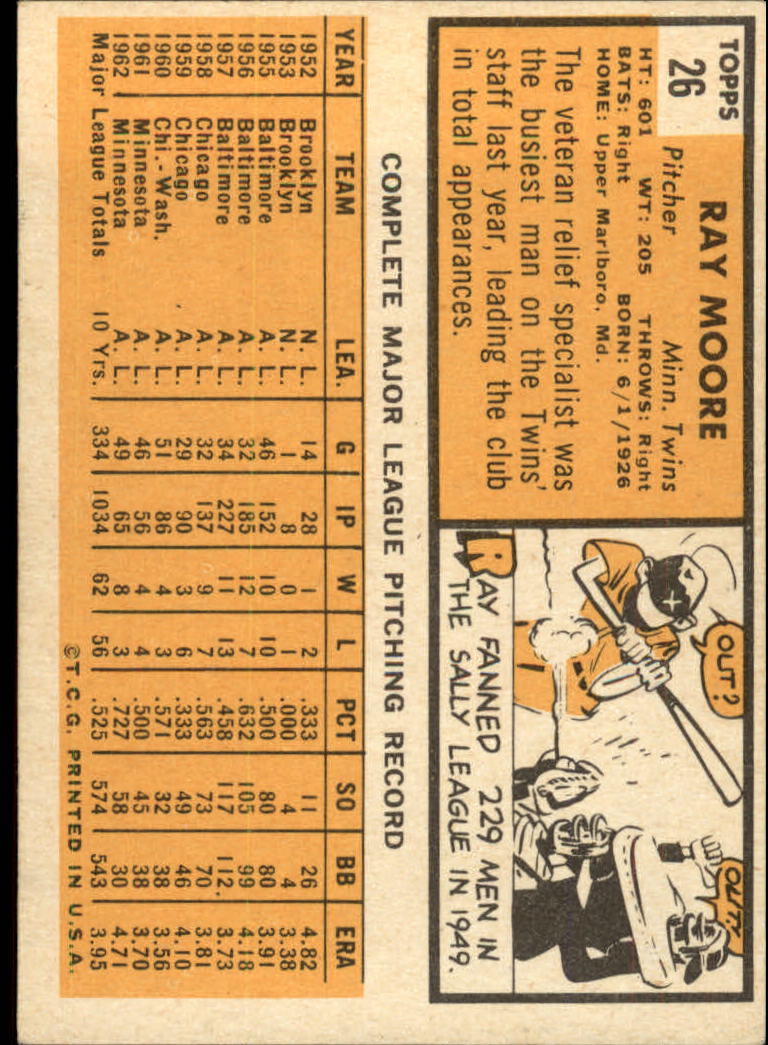 TOPPS
26
RAY MOORE
Pitcher Minn. Twins
HT: 601 WT: 205 THROWS: Right
BATS: Right BORN: 6/1/1926
HOME: Upper Marlboro, Md.
The veteran relief specialist was
the busiest man on the Twins'
staff last year, leading the club
in total appearances.
OUT?
OUT!
RAY FANNED 229 MEN IN
THE SALLY LEAGUE IN 1949.
COMPLETE MAJOR LEAGUE PITCHING RECORD
YEAR TEAM LEA. G IP W L PCT SO BB ERA
1952 Brooklyn N. L. 14 28 1 2 .333 11 26 4.82
1953 Brooklyn N. L. 1 8 0 1 .000 4 4 3.38
1955 Baltimore A. L. 46 152 10 10 .500 80 80 3.91
1956 Baltimore A. L. 32 185 12 7 .632 105 99 4.18
1957 Baltimore A. L. 34 227 11 13 .458 117 112. 3.73
1958 Chicago A. L. 32 137 9 7 .563 73 70 3.81
1959 Chicago A. L. 29 90 3 6 .333 49 46 4.10
1960 Chi.-Wash. A. L. 51 86 4 3 .571 32 38 3.56
1961 Minnesota A. L. 46 56 4 4 .500 45 38 3.70
1962 Minnesota A. L. 49 65 8 3 .727 58 30 4.71
Major League Totals 10 Yrs. 334 1034 62 56 .525 574 543 3.95
©T.C.G. PRINTED IN U.S.A.